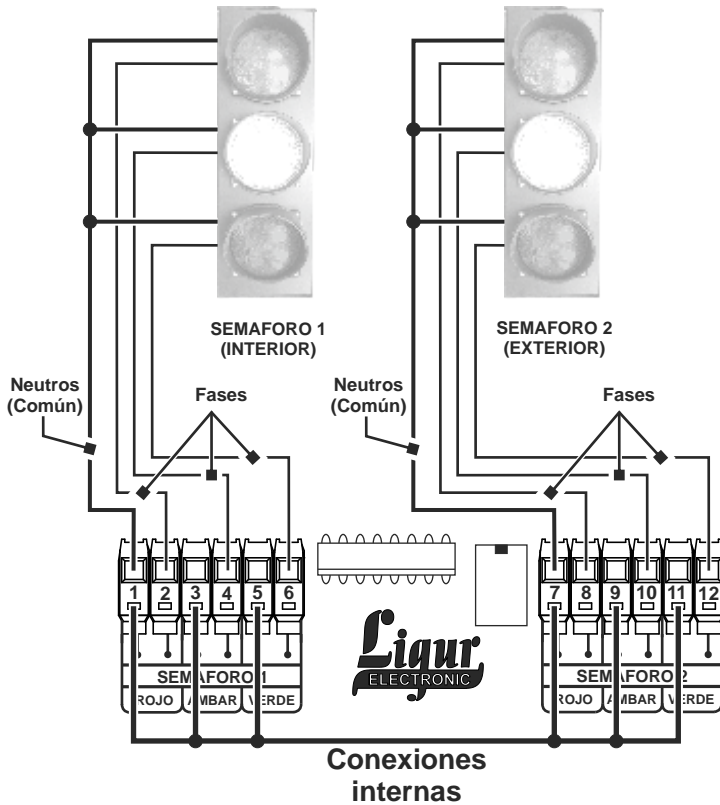 SEMAFORO 1
(INTERIOR)
SEMAFORO 2
(EXTERIOR)
Neutros
(Común)
Fases
Neutros
(Común)
Fases
1 2 3 4 5 6
7 8 9 10 11 12
Ligur
ELECTRONIC
SEMAFORO 1
ROJO AMBAR VERDE
SEMAFORO 2
ROJO AMBAR VERDE
Conexiones
internas